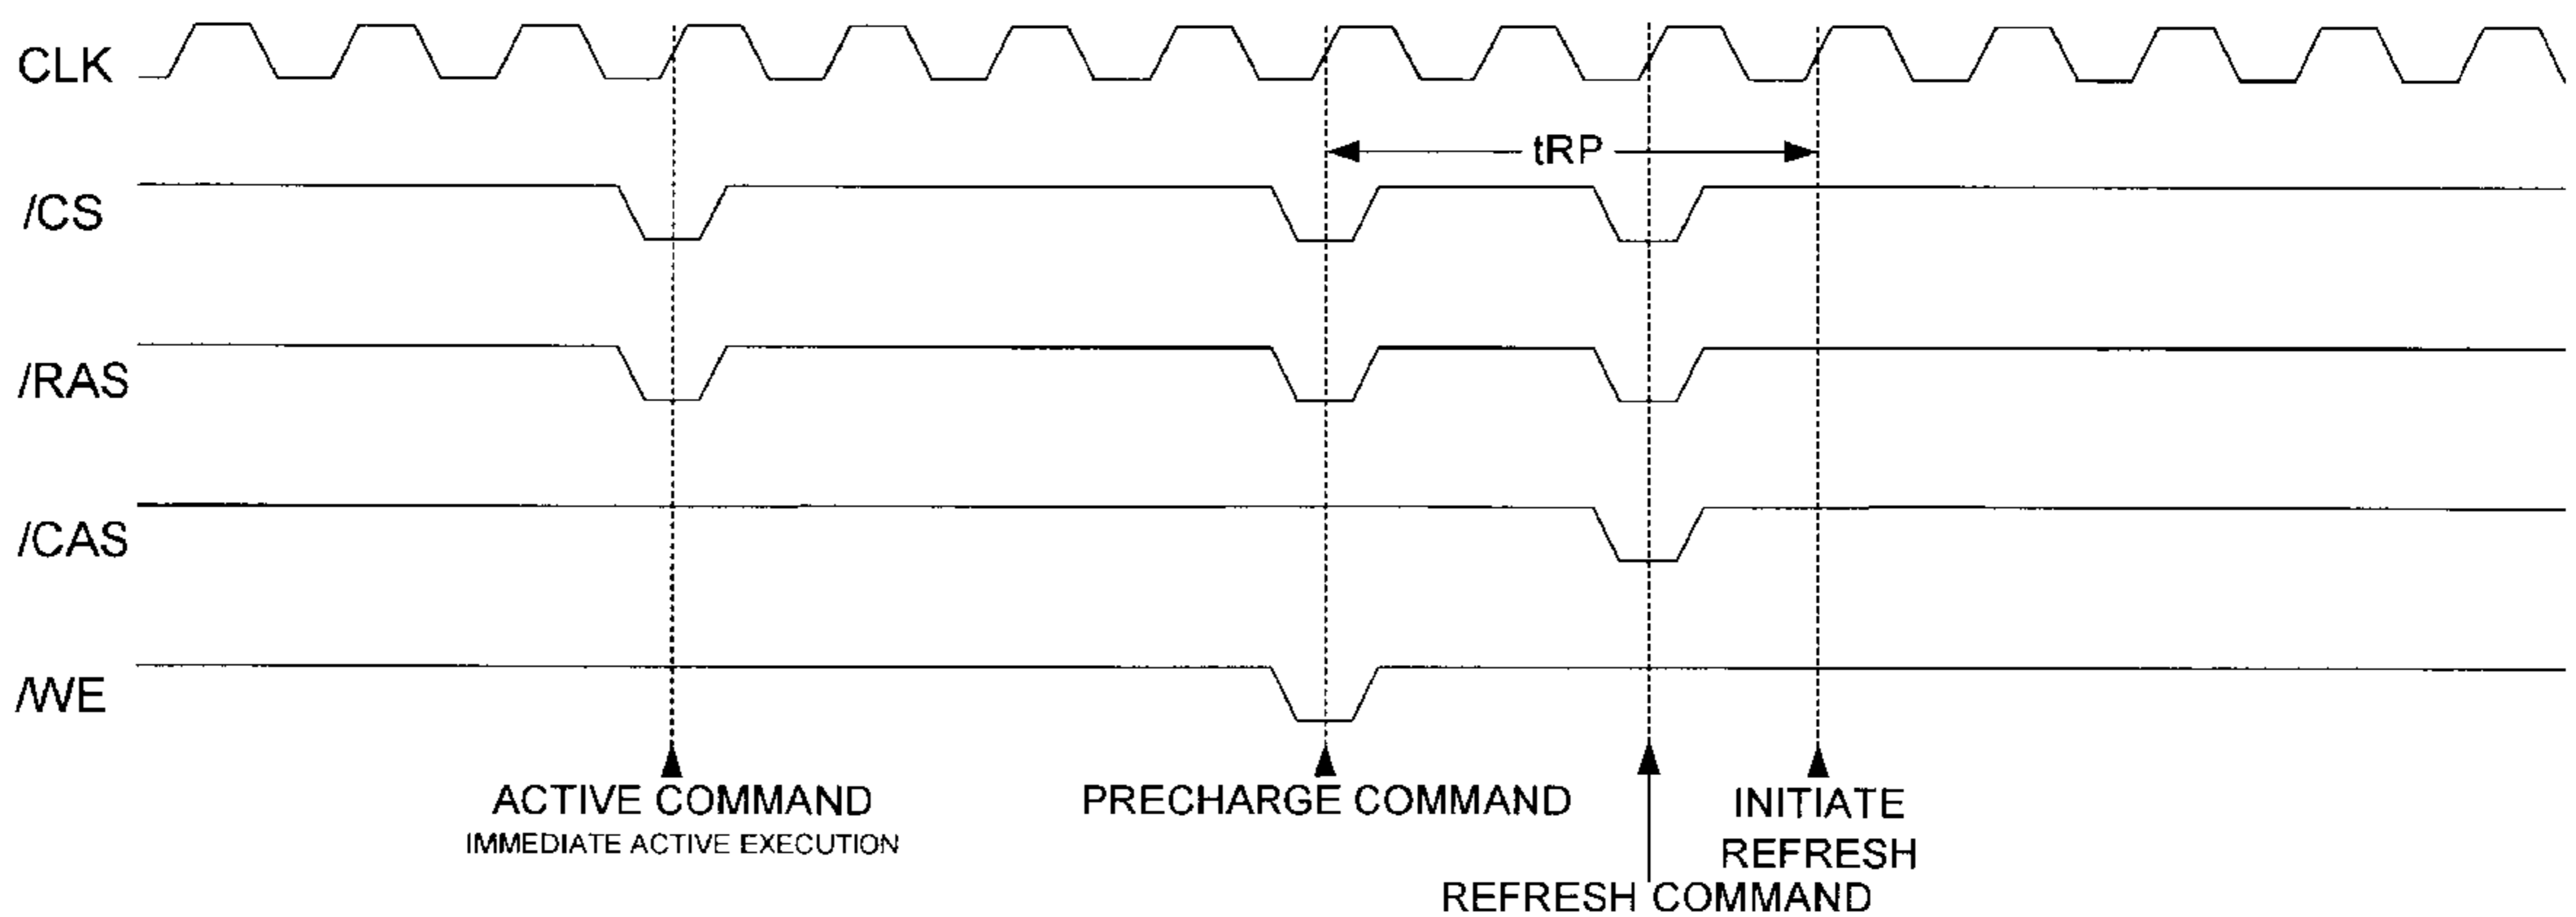 CLK
tRP
/CS
/RAS
/CAS
/WE
ACTIVE COMMAND
IMMEDIATE ACTIVE EXECUTION
PRECHARGE COMMAND
INITIATE
REFRESH
REFRESH COMMAND